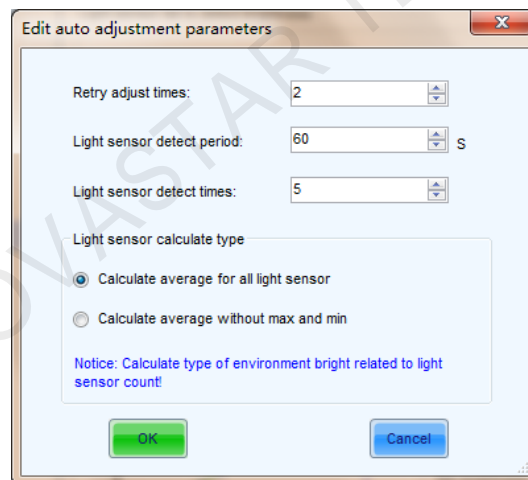 Edit auto adjustment parameters
Retry adjust times: 2
Light sensor detect period: 60 S
Light sensor detect times: 5
Light sensor calculate type
Calculate average for all light sensor
Calculate average without max and min
Notice: Calculate type of environment bright related to light
sensor count!
OK Cancel
OVASTAR TE